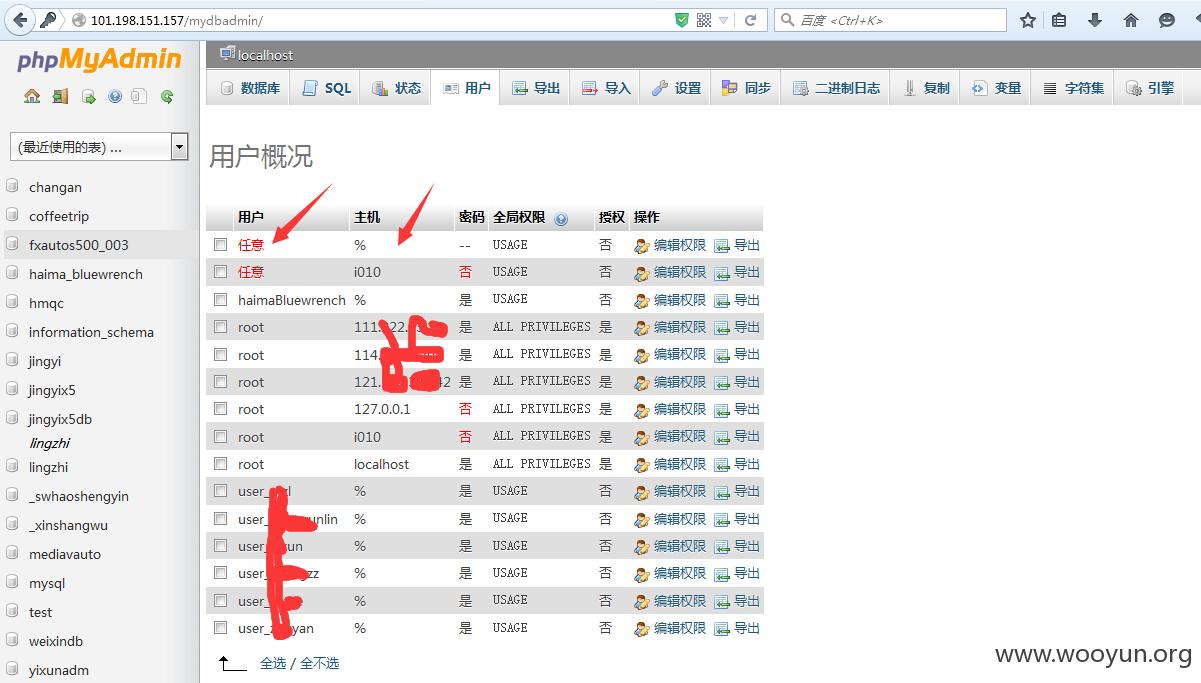 101.198.151.157/mydbadmin/
百度 <Ctrl+K>
phpMyAdmin
(最近使用的表) ...
changan
coffeetrip
fxautos500_003
haima_bluewrench
hmqc
information_schema
jingyi
jingyix5
jingyix5db
lingzhi
lingzhi
_swhaoshengyin
_xinshangwu
mediavauto
mysql
test
weixindb
yixunadm
localhost
数据库 SQL 状态 用户 导出 导入 设置 同步 二进制日志 复制 变量 字符集 引擎
用户概况
用户 主机 密码 全局权限 授权 操作
任意 % -- USAGE 否 编辑权限 导出
任意 i010 否 USAGE 否 编辑权限 导出
haimaBluewrench % 是 USAGE 否 编辑权限 导出
root 111. 22. 是 ALL PRIVILEGES 是 编辑权限 导出
root 114. 是 ALL PRIVILEGES 是 编辑权限 导出
root 121. 42 是 ALL PRIVILEGES 是 编辑权限 导出
root 127.0.0.1 否 ALL PRIVILEGES 是 编辑权限 导出
root i010 否 ALL PRIVILEGES 是 编辑权限 导出
root localhost 是 ALL PRIVILEGES 是 编辑权限 导出
user_ % 是 USAGE 否 编辑权限 导出
user_ unlin % 是 USAGE 否 编辑权限 导出
user_ un % 是 USAGE 否 编辑权限 导出
user_ zz % 是 USAGE 否 编辑权限 导出
user_ % 是 USAGE 否 编辑权限 导出
user_ yan % 是 USAGE 否 编辑权限 导出
全选 / 全不选
www.wooyun.org